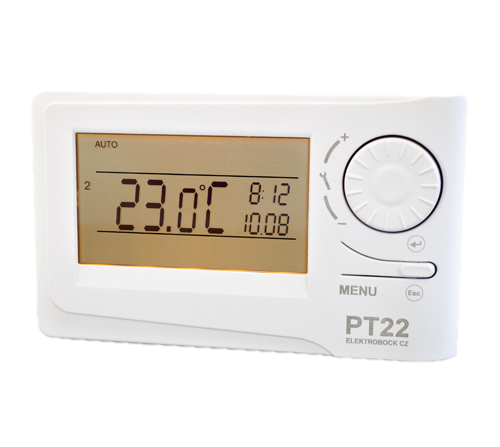 AUTO
2
23.0°C
8:12
10.08
+
-
MENU
Esc
PT22
ELEKTROBOCK CZ